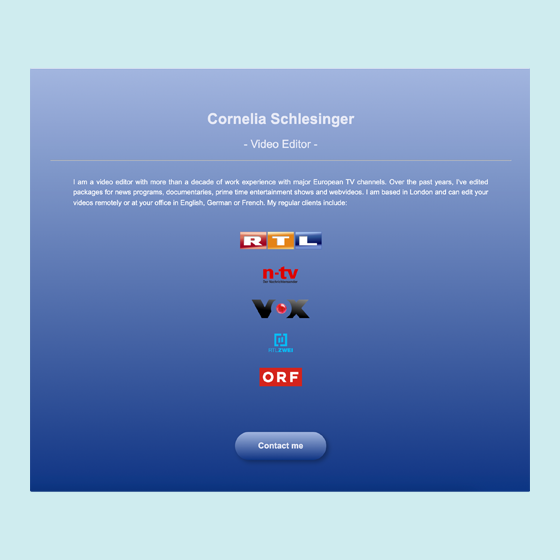 Cornelia Schlesinger
- Video Editor -
I am a video editor with more than a decade of work experience with major European TV channels. Over the past years, I've edited
packages for news programs, documentaries, prime time entertainment shows and webvideos. I am based in London and can edit your
videos remotely or at your office in English, German or French. My regular clients include:
RTL
n-tv
VOX
RTLZWEI
ORF
Contact me